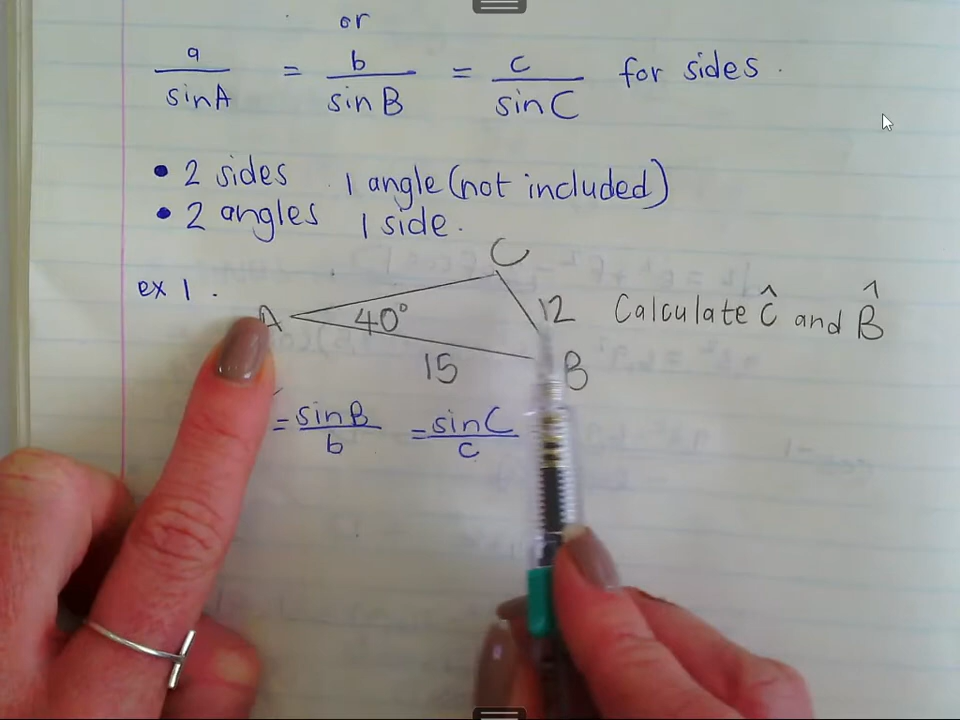 or
a/sinA = b/sinB = c/sinC for sides.
• 2 sides 1 angle (not included)
• 2 angles 1 side.
ex 1.
C
A 40° 12 Calculate Ĉ and B̂
15 B
= sinB/b = sinC/c